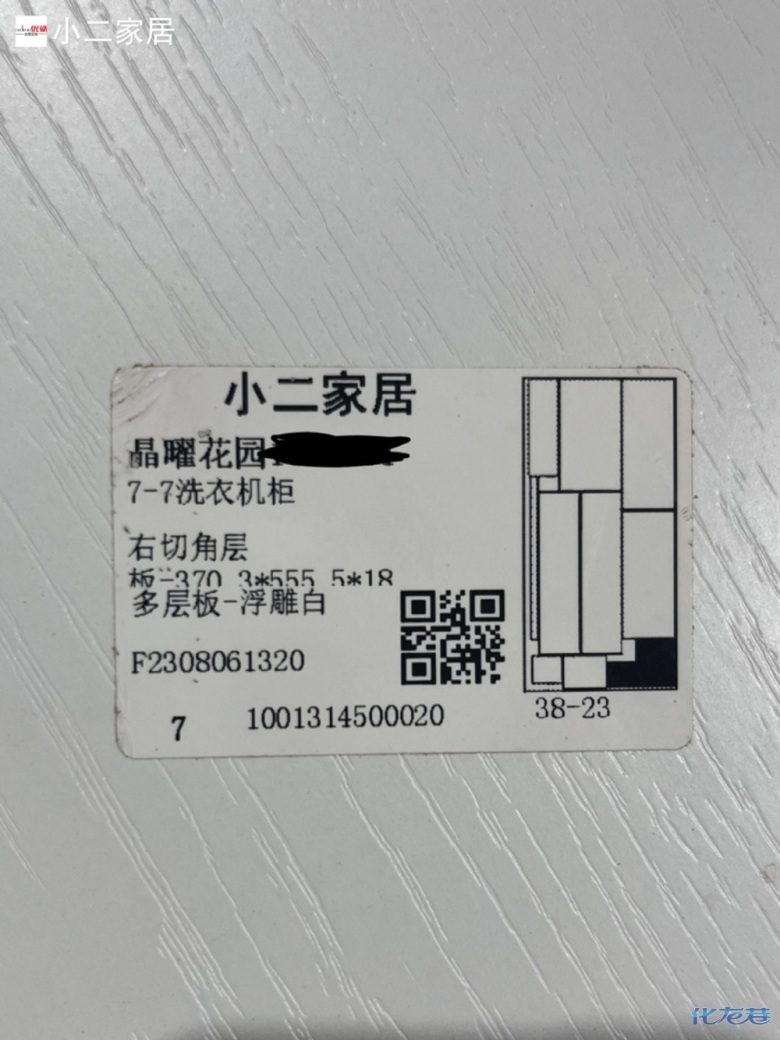 小二家居
小二家居
晶曜花园
7-7洗衣机柜
右切角层
板-370.3*555.5*18
多层板-浮雕白
F2308061320
7 1001314500020
38-23
化龙巷